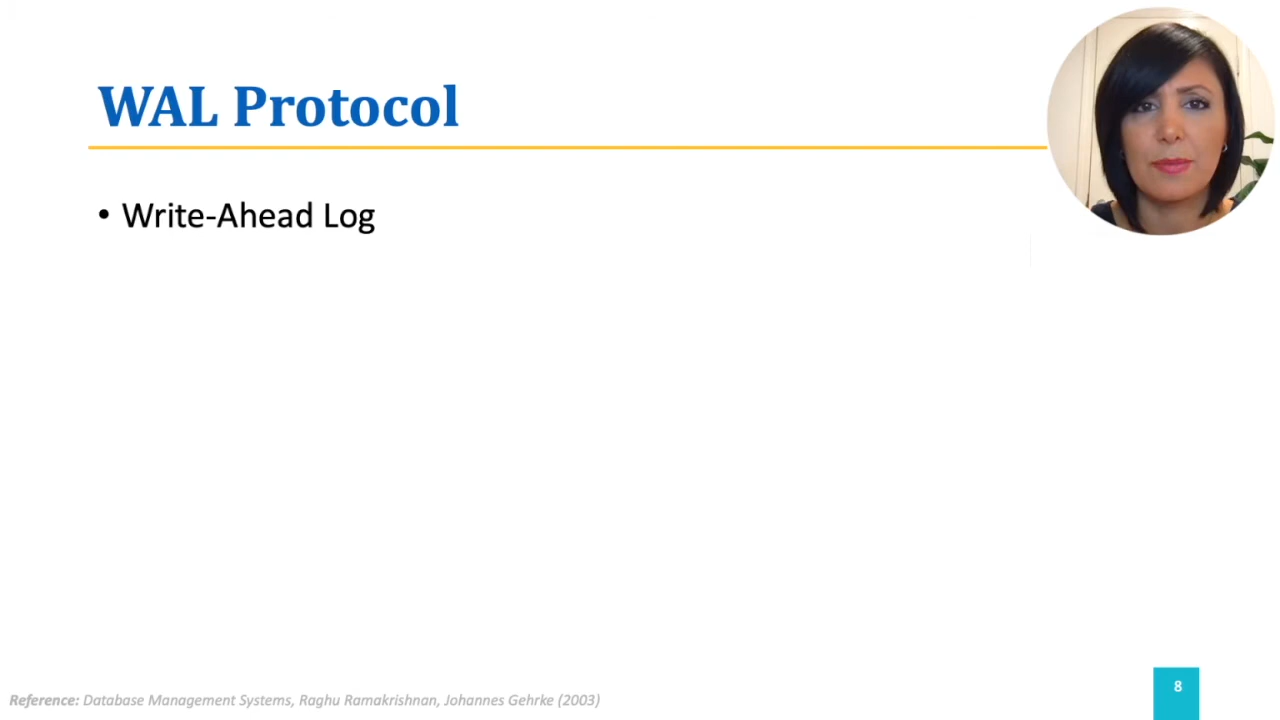 WAL Protocol
• Write-Ahead Log
Reference: Database Management Systems, Raghu Ramakrishnan, Johannes Gehrke (2003)
8